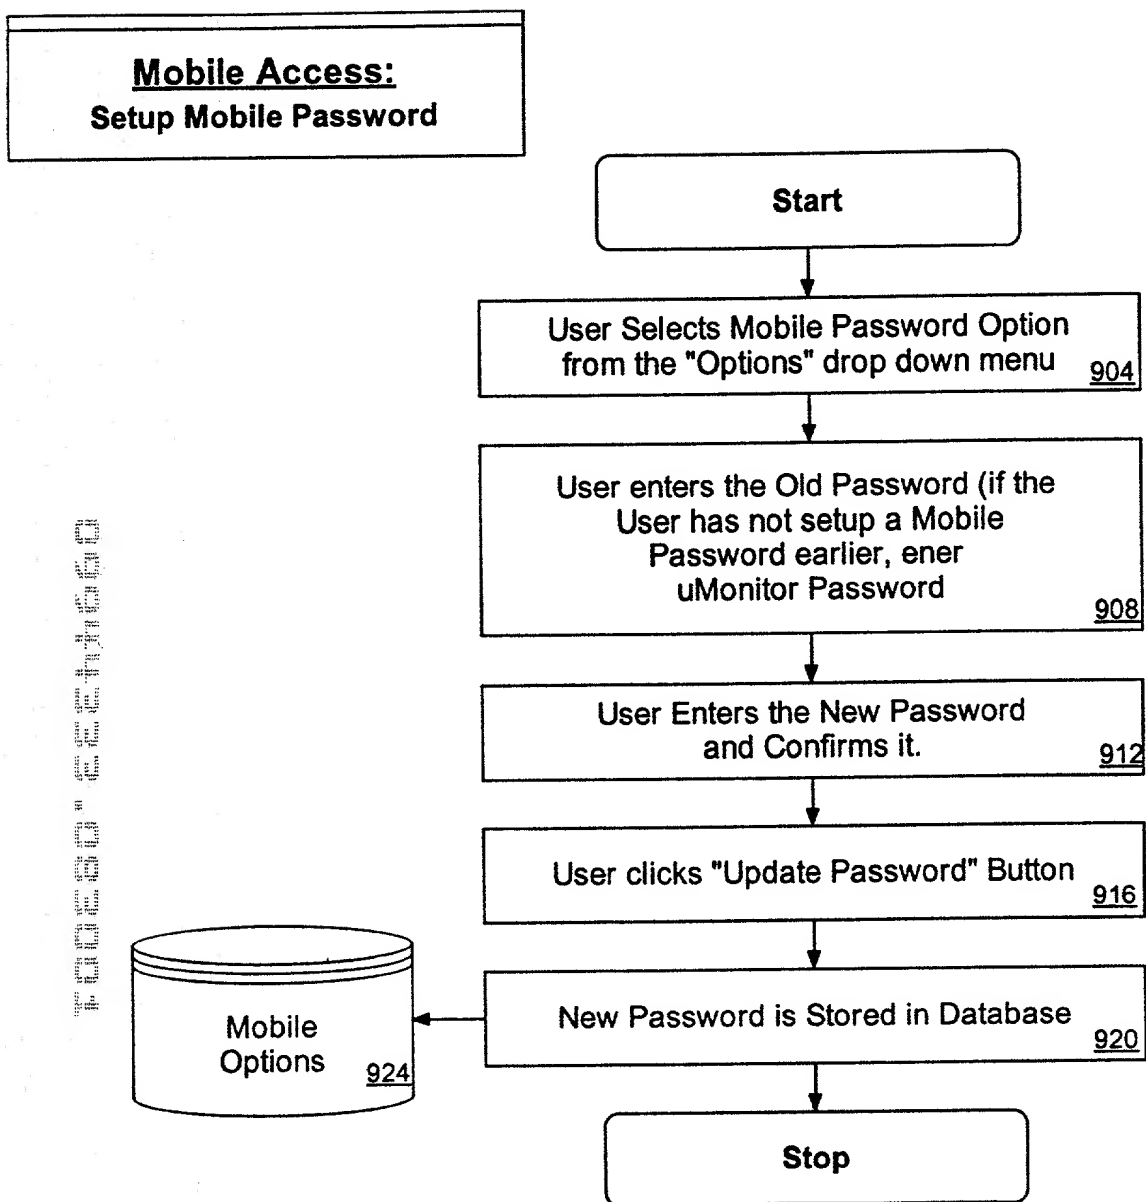 Mobile Access:
Setup Mobile Password
Start
User Selects Mobile Password Option
from the "Options" drop down menu
904
User enters the Old Password (if the
User has not setup a Mobile
Password earlier, ener
uMonitor Password
908
User Enters the New Password
and Confirms it.
912
User clicks "Update Password" Button
916
New Password is Stored in Database
920
Mobile
Options
924
Stop